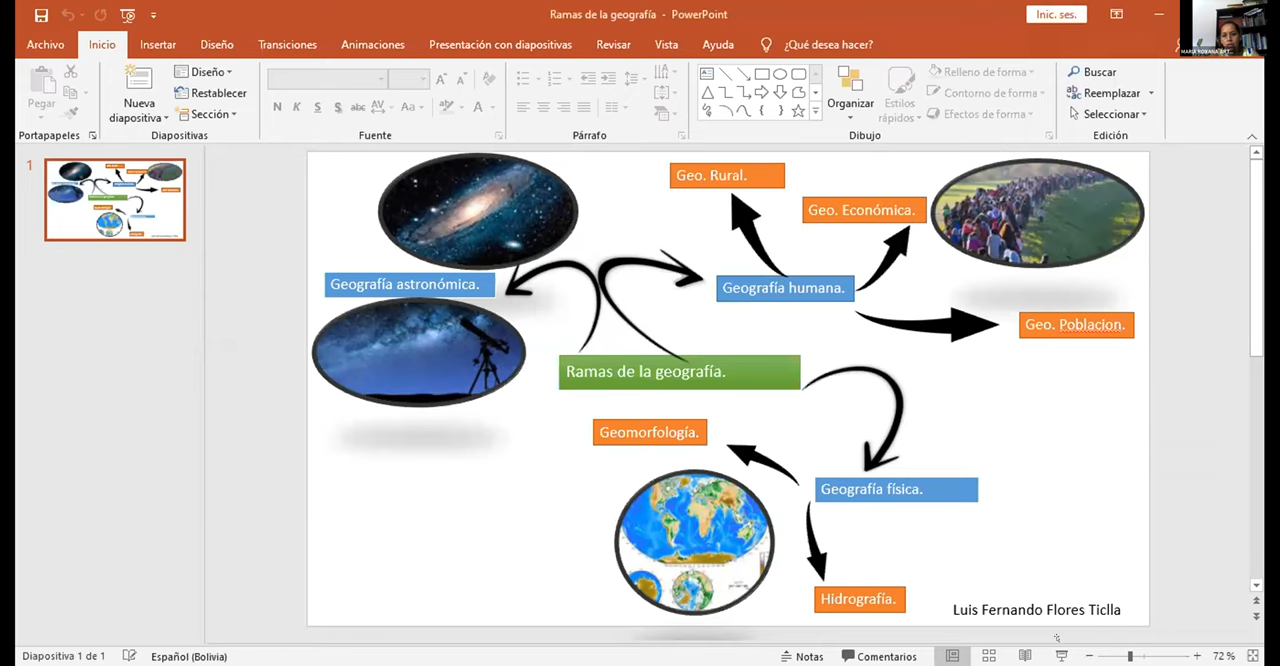 Ramas de la geografía - PowerPoint
Inic. ses.
Archivo Inicio Insertar Diseño Transiciones Animaciones Presentación con diapositivas Revisar Vista Ayuda ¿Qué desea hacer?
Pegar
Nueva diapositiva
Diseño
Restablecer
Sección
N K S S abc AV Aa A
Organizar
Estilos rápidos
Relleno de forma
Contorno de forma
Efectos de forma
Buscar
Reemplazar
Seleccionar
Portapapeles Diapositivas Fuente Párrafo Dibujo Edición
1
Geo. Rural.
Geo. Económica.
Geografía astronómica.
Geografía humana.
Geo. Poblacion.
Ramas de la geografía.
Geomorfología.
Geografía física.
Hidrografía.
Luis Fernando Flores Ticlla
Diapositiva 1 de 1 Español (Bolivia) Notas Comentarios 72 %